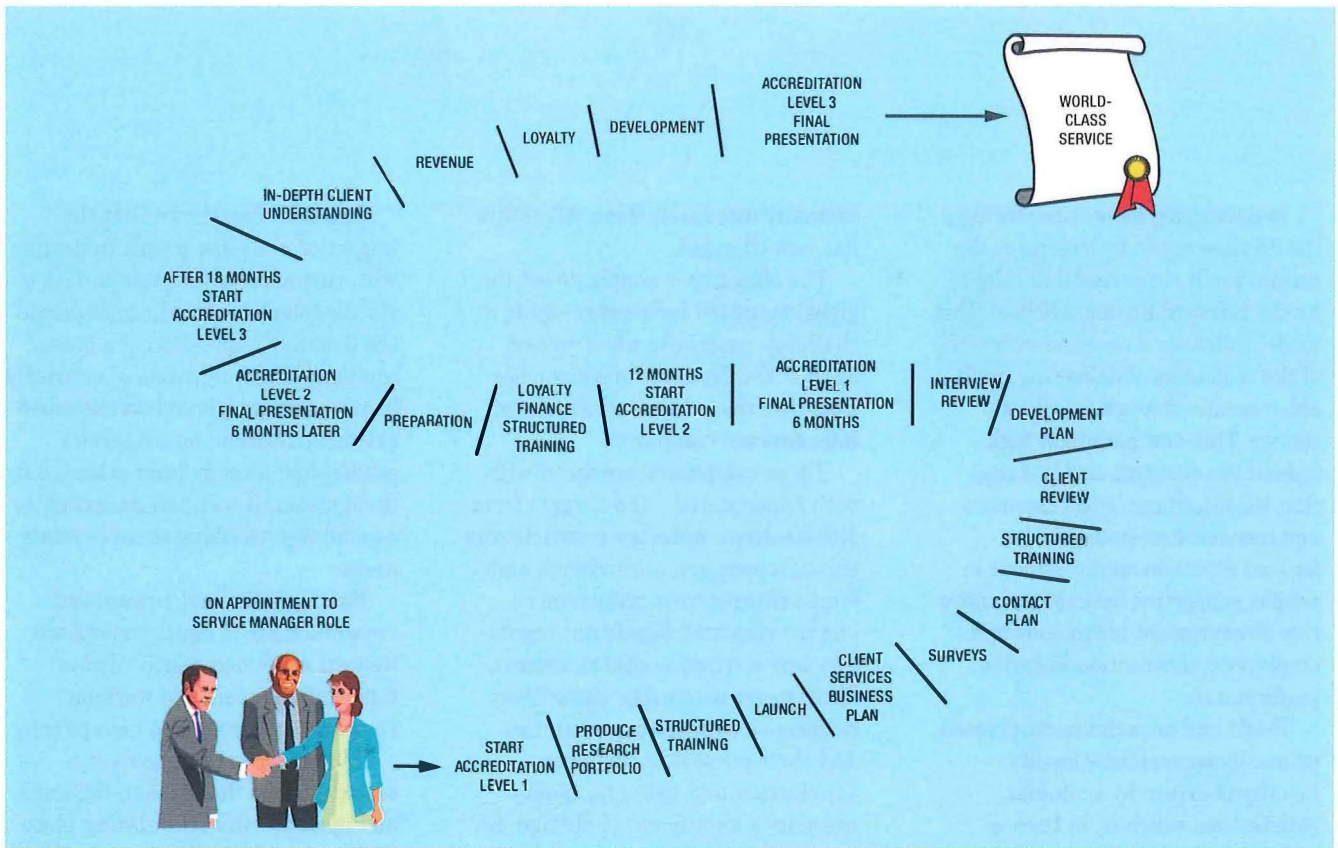 ACCREDITATION
LEVEL 3
FINAL
PRESENTATION
WORLD-
CLASS
SERVICE
DEVELOPMENT
LOYALTY
REVENUE
IN-DEPTH CLIENT
UNDERSTANDING
AFTER 18 MONTHS
START
ACCREDITATION
LEVEL 3
ACCREDITATION
LEVEL 2
FINAL PRESENTATION
6 MONTHS LATER
PREPARATION
LOYALTY
FINANCE
STRUCTURED
TRAINING
12 MONTHS
START
ACCREDITATION
LEVEL 2
ACCREDITATION
LEVEL 1
FINAL PRESENTATION
6 MONTHS
INTERVIEW
REVIEW
DEVELOPMENT
PLAN
CLIENT
REVIEW
STRUCTURED
TRAINING
CONTACT
PLAN
ON APPOINTMENT TO
SERVICE MANAGER ROLE
START
ACCREDITATION
LEVEL 1
PRODUCE
RESEARCH
PORTFOLIO
STRUCTURED
TRAINING
LAUNCH
CLIENT
SERVICES
BUSINESS
PLAN
SURVEYS